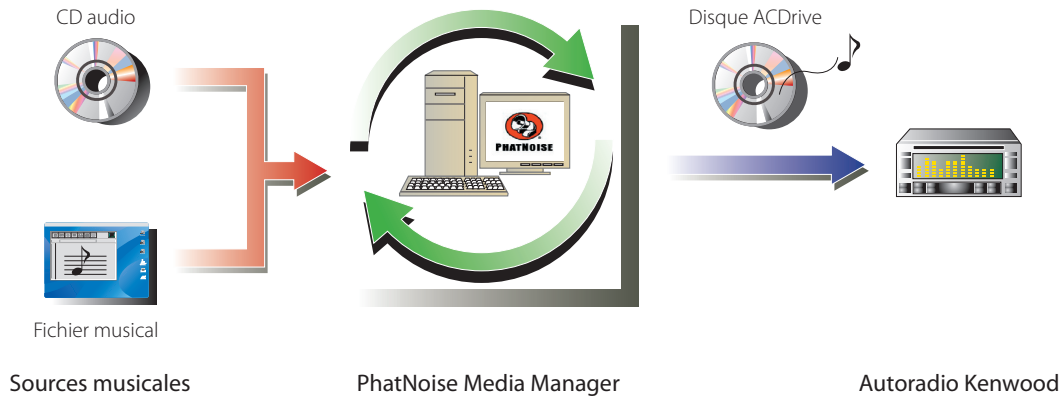 CD audio
Disque ACDrive
PHATNOISE
Fichier musical
Sources musicales
PhatNoise Media Manager
Autoradio Kenwood